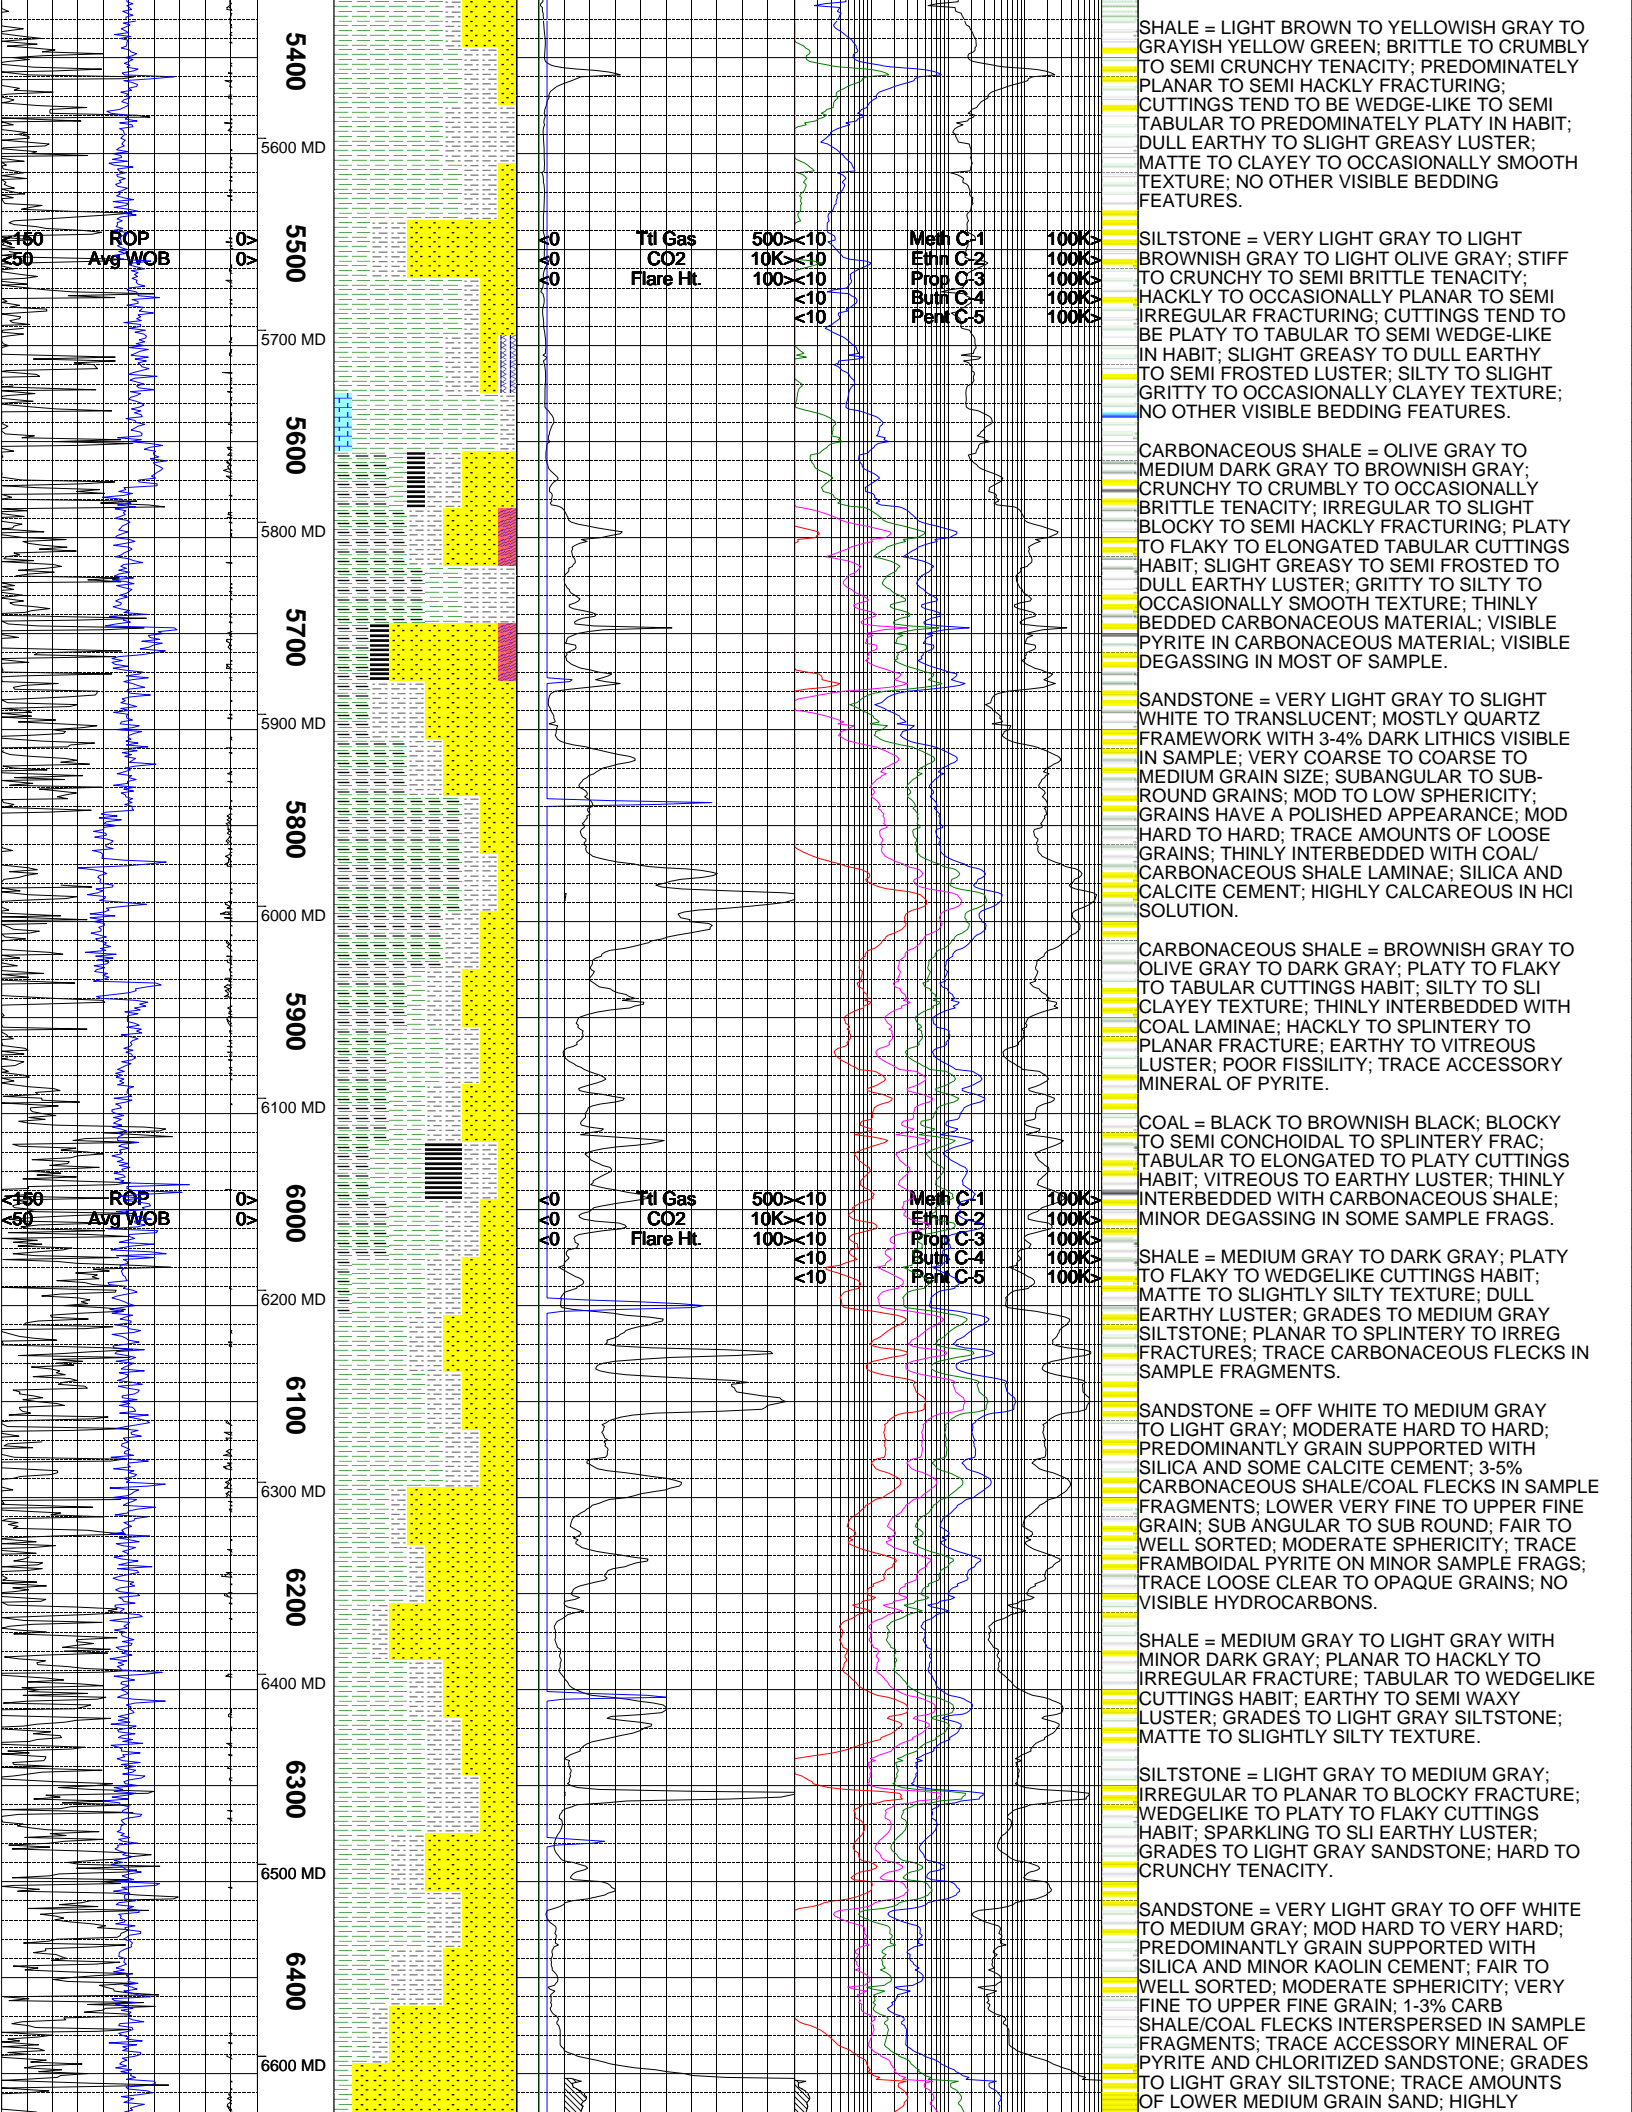 SHALE = LIGHT BROWN TO YELLOWISH GRAY TO
GRAYISH YELLOW GREEN; BRITTLE TO CRUMBLY
TO SEMI CRUNCHY TENACITY; PREDOMINATELY
PLANAR TO SEMI HACKLY FRACTURING;
CUTTINGS TEND TO BE WEDGE-LIKE TO SEMI
TABULAR TO PREDOMINATELY PLATY IN HABIT;
DULL EARTHY TO SLIGHT GREASY LUSTER;
MATTE TO CLAYEY TO OCCASIONALLY SMOOTH
TEXTURE; NO OTHER VISIBLE BEDDING
FEATURES.
SILTSTONE = VERY LIGHT GRAY TO LIGHT
BROWNISH GRAY TO LIGHT OLIVE GRAY; STIFF
TO CRUNCHY TO SEMI BRITTLE TENACITY;
HACKLY TO OCCASIONALLY PLANAR TO SEMI
IRREGULAR FRACTURING; CUTTINGS TEND TO
BE PLATY TO TABULAR TO SEMI WEDGE-LIKE
IN HABIT; SLIGHT GREASY TO DULL EARTHY
TO SEMI FROSTED LUSTER; SILTY TO SLIGHT
GRITTY TO OCCASIONALLY CLAYEY TEXTURE;
NO OTHER VISIBLE BEDDING FEATURES.
CARBONACEOUS SHALE = OLIVE GRAY TO
MEDIUM DARK GRAY TO BROWNISH GRAY;
CRUNCHY TO CRUMBLY TO OCCASIONALLY
BRITTLE TENACITY; IRREGULAR TO SLIGHT
BLOCKY TO SEMI HACKLY FRACTURING; PLATY
TO FLAKY TO ELONGATED TABULAR CUTTINGS
HABIT; SLIGHT GREASY TO SEMI FROSTED TO
DULL EARTHY LUSTER; GRITTY TO SILTY TO
OCCASIONALLY SMOOTH TEXTURE; THINLY
BEDDED CARBONACEOUS MATERIAL; VISIBLE
PYRITE IN CARBONACEOUS MATERIAL; VISIBLE
DEGASSING IN MOST OF SAMPLE.
SANDSTONE = VERY LIGHT GRAY TO SLIGHT
WHITE TO TRANSLUCENT; MOSTLY QUARTZ
FRAMEWORK WITH 3-4% DARK LITHICS VISIBLE
IN SAMPLE; VERY COARSE TO COARSE TO
MEDIUM GRAIN SIZE; SUBANGULAR TO SUB-
ROUND GRAINS; MOD TO LOW SPHERICITY;
GRAINS HAVE A POLISHED APPEARANCE; MOD
HARD TO HARD; TRACE AMOUNTS OF LOOSE
GRAINS; THINLY INTERBEDDED WITH COAL/
CARBONACEOUS SHALE LAMINAE; SILICA AND
CALCITE CEMENT; HIGHLY CALCAREOUS IN HCl
SOLUTION.
CARBONACEOUS SHALE = BROWNISH GRAY TO
OLIVE GRAY TO DARK GRAY; PLATY TO FLAKY
TO TABULAR CUTTINGS HABIT; SILTY TO SLI
CLAYEY TEXTURE; THINLY INTERBEDDED WITH
COAL LAMINAE; HACKLY TO SPLINTERY TO
PLANAR FRACTURE; EARTHY TO VITREOUS
LUSTER; POOR FISSILITY; TRACE ACCESSORY
MINERAL OF PYRITE.
COAL = BLACK TO BROWNISH BLACK; BLOCKY
TO SEMI CONCHOIDAL TO SPLINTERY FRAC;
TABULAR TO ELONGATED TO PLATY CUTTINGS
HABIT; VITREOUS TO EARTHY LUSTER; THINLY
INTERBEDDED WITH CARBONACEOUS SHALE;
MINOR DEGASSING IN SOME SAMPLE FRAGS.
SHALE = MEDIUM GRAY TO DARK GRAY; PLATY
TO FLAKY TO WEDGELIKE CUTTINGS HABIT;
MATTE TO SLIGHTLY SILTY TEXTURE; DULL
EARTHY LUSTER; GRADES TO MEDIUM GRAY
SILTSTONE; PLANAR TO SPLINTERY TO IRREG
FRACTURES; TRACE CARBONACEOUS FLECKS IN
SAMPLE FRAGMENTS.
SANDSTONE = OFF WHITE TO MEDIUM GRAY
TO LIGHT GRAY; MODERATE HARD TO HARD;
PREDOMINANTLY GRAIN SUPPORTED WITH
SILICA AND SOME CALCITE CEMENT; 3-5%
CARBONACEOUS SHALE/COAL FLECKS IN SAMPLE
FRAGMENTS; LOWER VERY FINE TO UPPER FINE
GRAIN; SUB ANGULAR TO SUB ROUND; FAIR TO
WELL SORTED; MODERATE SPHERICITY; TRACE
FRAMBOIDAL PYRITE ON MINOR SAMPLE FRAGS;
TRACE LOOSE CLEAR TO OPAQUE GRAINS; NO
VISIBLE HYDROCARBONS.
SHALE = MEDIUM GRAY TO LIGHT GRAY WITH
MINOR DARK GRAY; PLANAR TO HACKLY TO
IRREGULAR FRACTURE; TABULAR TO WEDGELIKE
CUTTINGS HABIT; EARTHY TO SEMI WAXY
LUSTER; GRADES TO LIGHT GRAY SILTSTONE;
MATTE TO SLIGHTLY SILTY TEXTURE.
SILTSTONE = LIGHT GRAY TO MEDIUM GRAY;
IRREGULAR TO PLANAR TO BLOCKY FRACTURE;
WEDGELIKE TO PLATY TO FLAKY CUTTINGS
HABIT; SPARKLING TO SLI EARTHY LUSTER;
GRADES TO LIGHT GRAY SANDSTONE; HARD TO
CRUNCHY TENACITY.
SANDSTONE = VERY LIGHT GRAY TO OFF WHITE
TO MEDIUM GRAY; MOD HARD TO VERY HARD;
PREDOMINANTLY GRAIN SUPPORTED WITH
SILICA AND MINOR KAOLIN CEMENT; FAIR TO
WELL SORTED; MODERATE SPHERICITY; VERY
FINE TO UPPER FINE GRAIN; 1-3% CARB
SHALE/COAL FLECKS INTERSPERSED IN SAMPLE
FRAGMENTS; TRACE ACCESSORY MINERAL OF
PYRITE AND CHLORITIZED SANDSTONE; GRADES
TO LIGHT GRAY SILTSTONE; TRACE AMOUNTS
OF LOWER MEDIUM GRAIN SAND; HIGHLY
5400
5600 MD
<150 ROP 0> <0 Ttl Gas 500> <10 Meth C-1 100K>
<50 Avg WOB 0> <0 CO2 10K> <10 Ethn C-2 100K>
<0 Flare Ht. 100> <10 Prop C-3 100K>
<10 Butn C-4 100K>
<10 Pent C-5 100K>
5500
5700 MD
5600
5800 MD
5700
5900 MD
5800
6000 MD
5900
6100 MD
<150 ROP 0> <0 Ttl Gas 500> <10 Meth C-1 100K>
<50 Avg WOB 0> <0 CO2 10K> <10 Ethn C-2 100K>
<0 Flare Ht. 100> <10 Prop C-3 100K>
<10 Butn C-4 100K>
<10 Pent C-5 100K>
6000
6200 MD
6100
6300 MD
6200
6400 MD
6300
6500 MD
6400
6600 MD